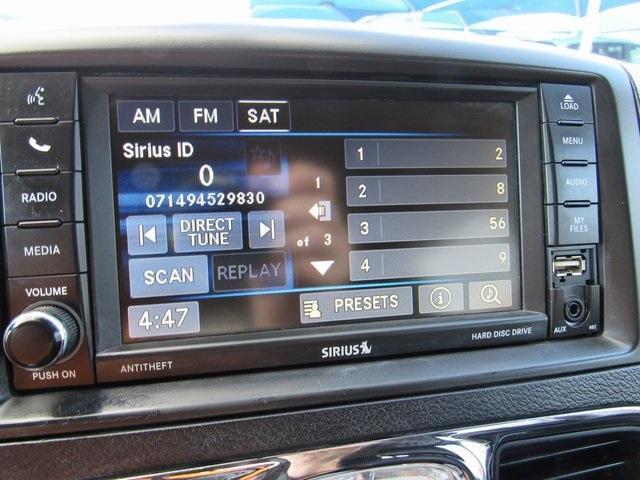 AM FM SAT
Sirius ID
0
071494529830
DIRECT
TUNE
SCAN REPLAY
4:47
1
of 3
1 2
2 8
3 56
4 9
PRESETS
RADIO
MEDIA
VOLUME
PUSH ON
ANTITHEFT
SIRIUS
HARD DISC DRIVE
LOAD
MENU
AUDIO
MY
FILES
AUX